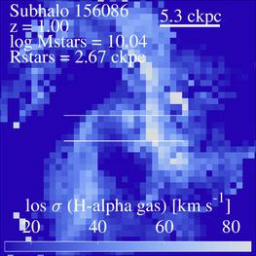 Subhalo 156086
5.3 ckpc
z = 1.00
log Mstars = 10.04
Rstars = 2.67 ckpc
los σ (H-alpha gas) [km s⁻¹]
20 40 60 80